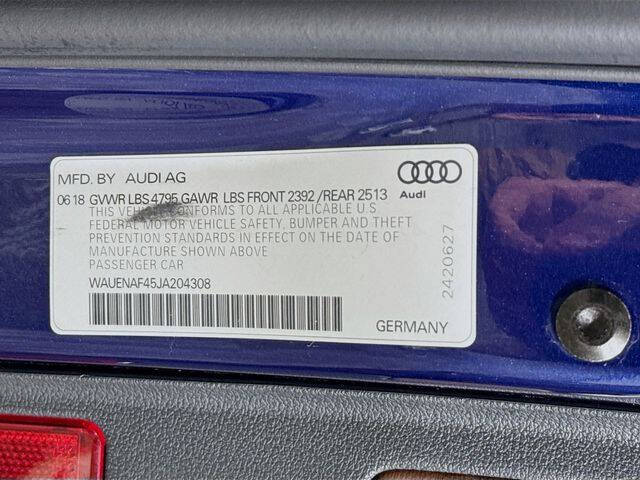 MFD. BY AUDI AG
Audi
06 18 GVWR LBS 4795 GAWR LBS FRONT 2392 / REAR 2513
THIS VEHICLE CONFORMS TO ALL APPLICABLE U.S
FEDERAL MOTOR VEHICLE SAFETY, BUMPER AND THEFT
PREVENTION STANDARDS IN EFFECT ON THE DATE OF
MANUFACTURE SHOWN ABOVE
PASSENGER CAR
WAUENAF45JA204308
GERMANY
2420627